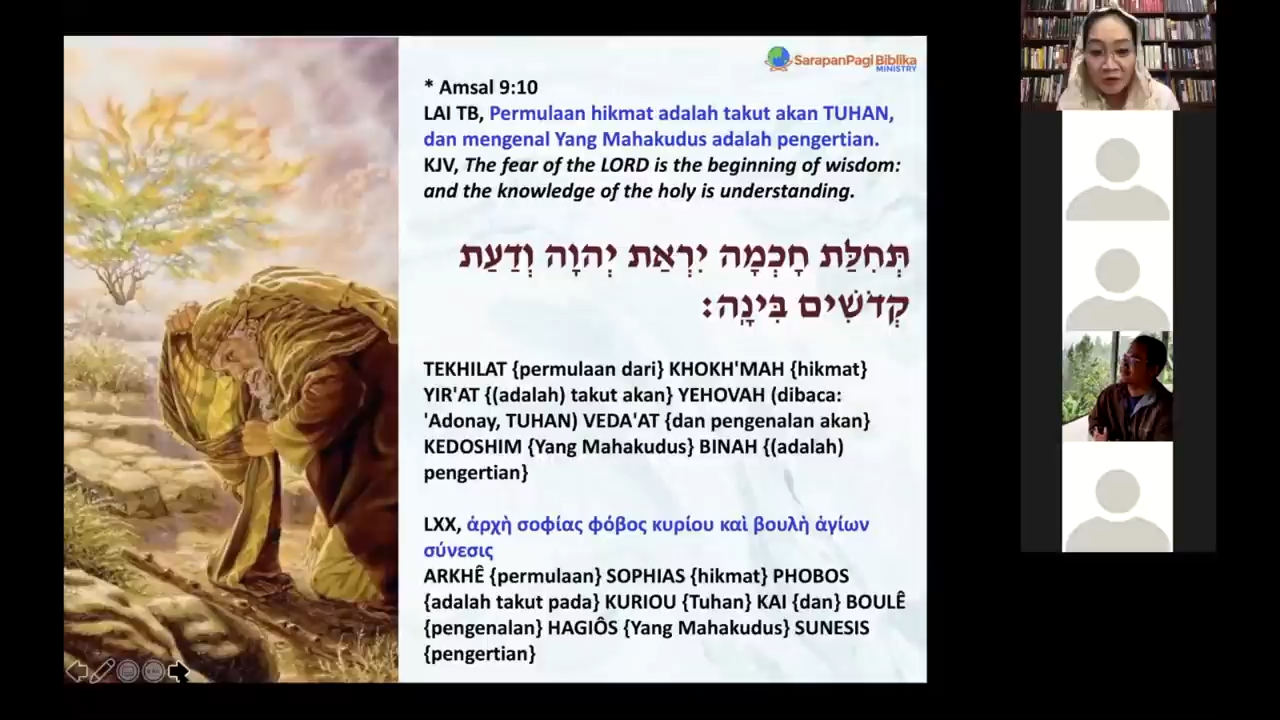 SarapanPagi Biblika
MINISTRY
* Amsal 9:10
LAI TB, Permulaan hikmat adalah takut akan TUHAN,
dan mengenal Yang Mahakudus adalah pengertian.
KJV, The fear of the LORD is the beginning of wisdom:
and the knowledge of the holy is understanding.
תְּחִלַּת חָכְמָה יִרְאַת יְהוָה וְדַעַת
קְדֹשִׁים בִּינָֽה׃
TEKHILAT {permulaan dari} KHOKH'MAH {hikmat}
YIR'AT {(adalah) takut akan} YEHOVAH (dibaca:
'Adonay, TUHAN) VEDA'AT {dan pengenalan akan}
KEDOSHIM {Yang Mahakudus} BINAH {(adalah)
pengertian}
LXX, ἀρχὴ σοφίας φόβος κυρίου καὶ βουλὴ ἁγίων
σύνεσις
ARKHÊ {permulaan} SOPHIAS {hikmat} PHOBOS
{adalah takut pada} KURIOU {Tuhan} KAI {dan} BOULÊ
{pengenalan} HAGIÔS {Yang Mahakudus} SUNESIS
{pengertian}